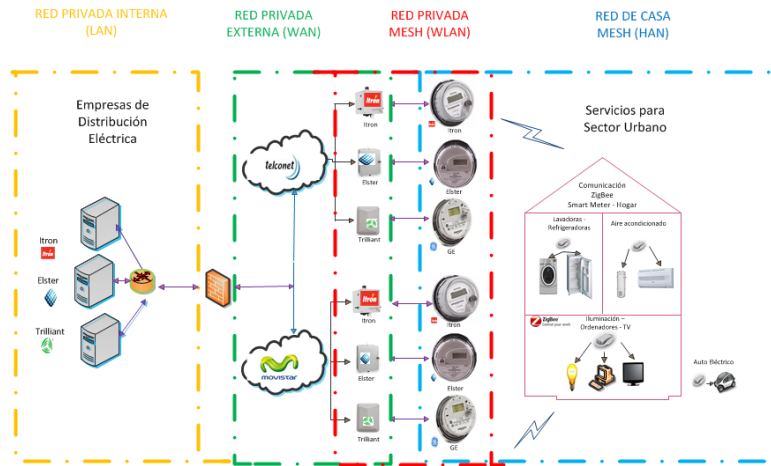 RED PRIVADA INTERNA
(LAN)
RED PRIVADA
EXTERNA (WAN)
RED PRIVADA
MESH (WLAN)
RED DE CASA
MESH (HAN)
Empresas de
Distribución
Eléctrica
Itron
Itrón
Elster
Trilliant
telconet
movistar
Itrón
Itron
Elster
Trilliant
Itron
Elster
GE
Itrón
Itron
Elster
Trilliant
Itron
Elster
GE
Servicios para
Sector Urbano
Comunicación
ZigBee
Smart Meter - Hogar
Lavadoras -
Refrigeradoras
Aire acondicionado
ZigBee
Iluminación –
Ordenadores - TV
Auto Eléctrico